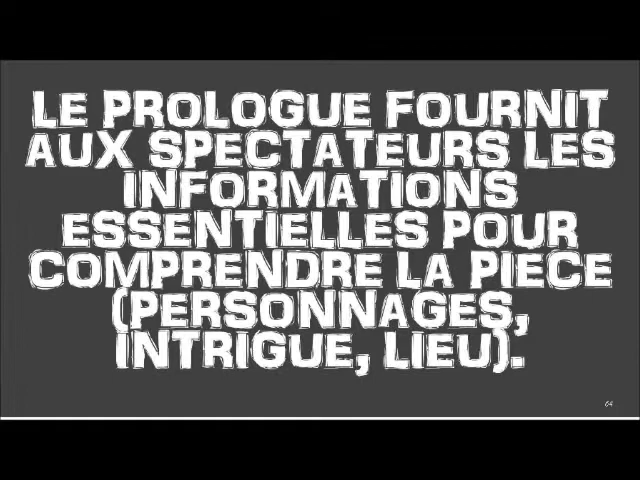 LE PROLOGUE FOURNIT
AUX SPECTATEURS LES
INFORMATIONS
ESSENTIELLES POUR
COMPRENDRE LA PIECE
(PERSONNAGES,
INTRIGUE, LIEU).
64